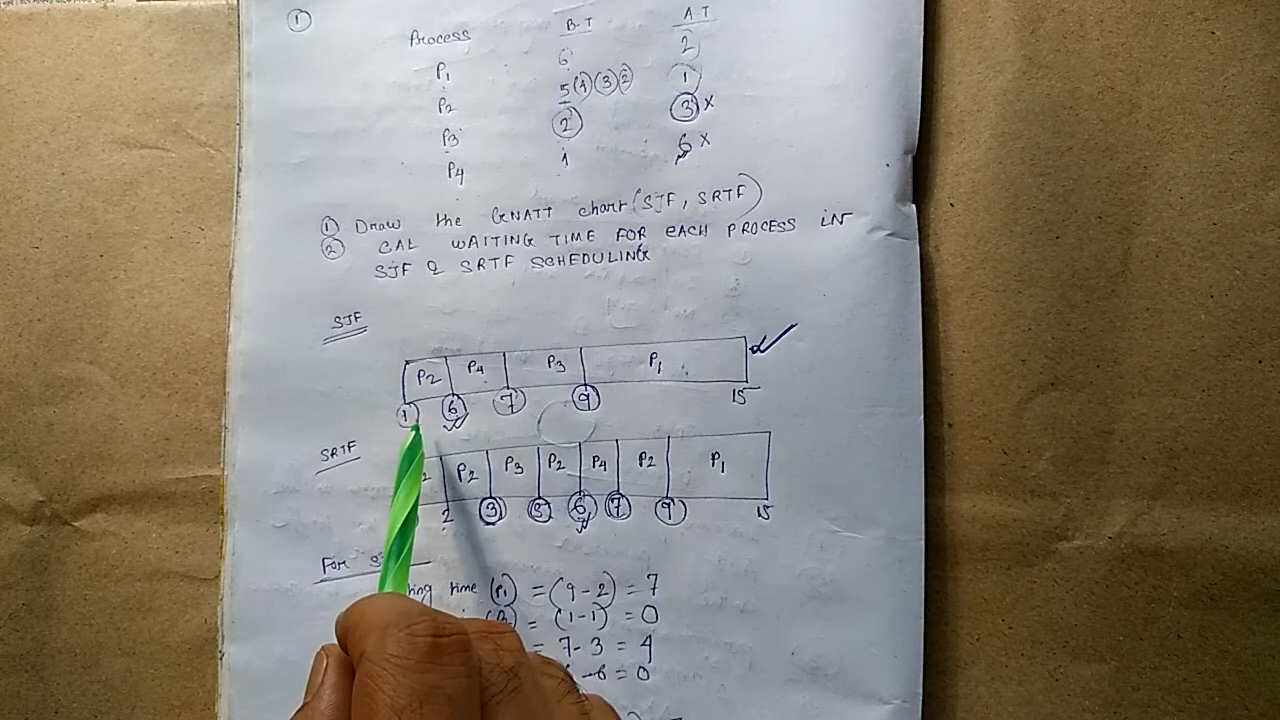 ① Process B.T A T
P1 6 2
P2 5 (4) (3) (2) 1
P3 2 3 x
P4 1 6 x
① Draw the GNATT chart (SJF, SRTF)
② CAL WAITING TIME FOR EACH PROCESS IN
SJF & SRTF SCHEDULING
SJF
P2 P4 P3 P1
1 6 7 9 15
SRTF
P2 P3 P2 P4 P2 P1
2 3 5 6 7 9 15
For
time (P1) = (9-2) = 7
= (1-1) = 0
= 7-3 = 4
-6 = 0